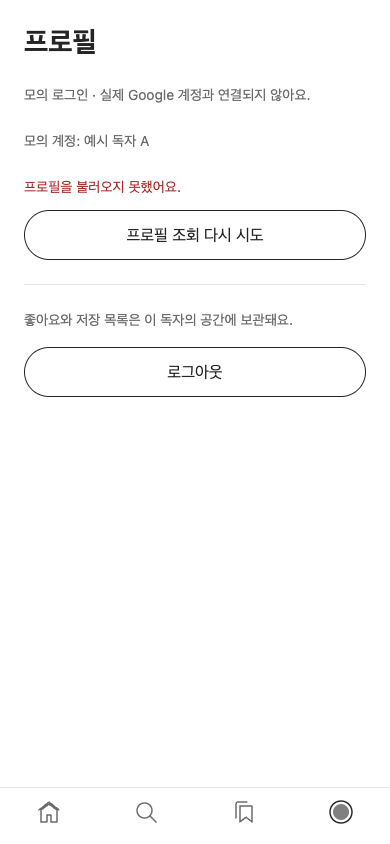 프로필
모의 로그인 · 실제 Google 계정과 연결되지 않아요.
모의 계정: 예시 독자 A
프로필을 불러오지 못했어요.
프로필 조회 다시 시도
좋아요와 저장 목록은 이 독자의 공간에 보관돼요.
로그아웃